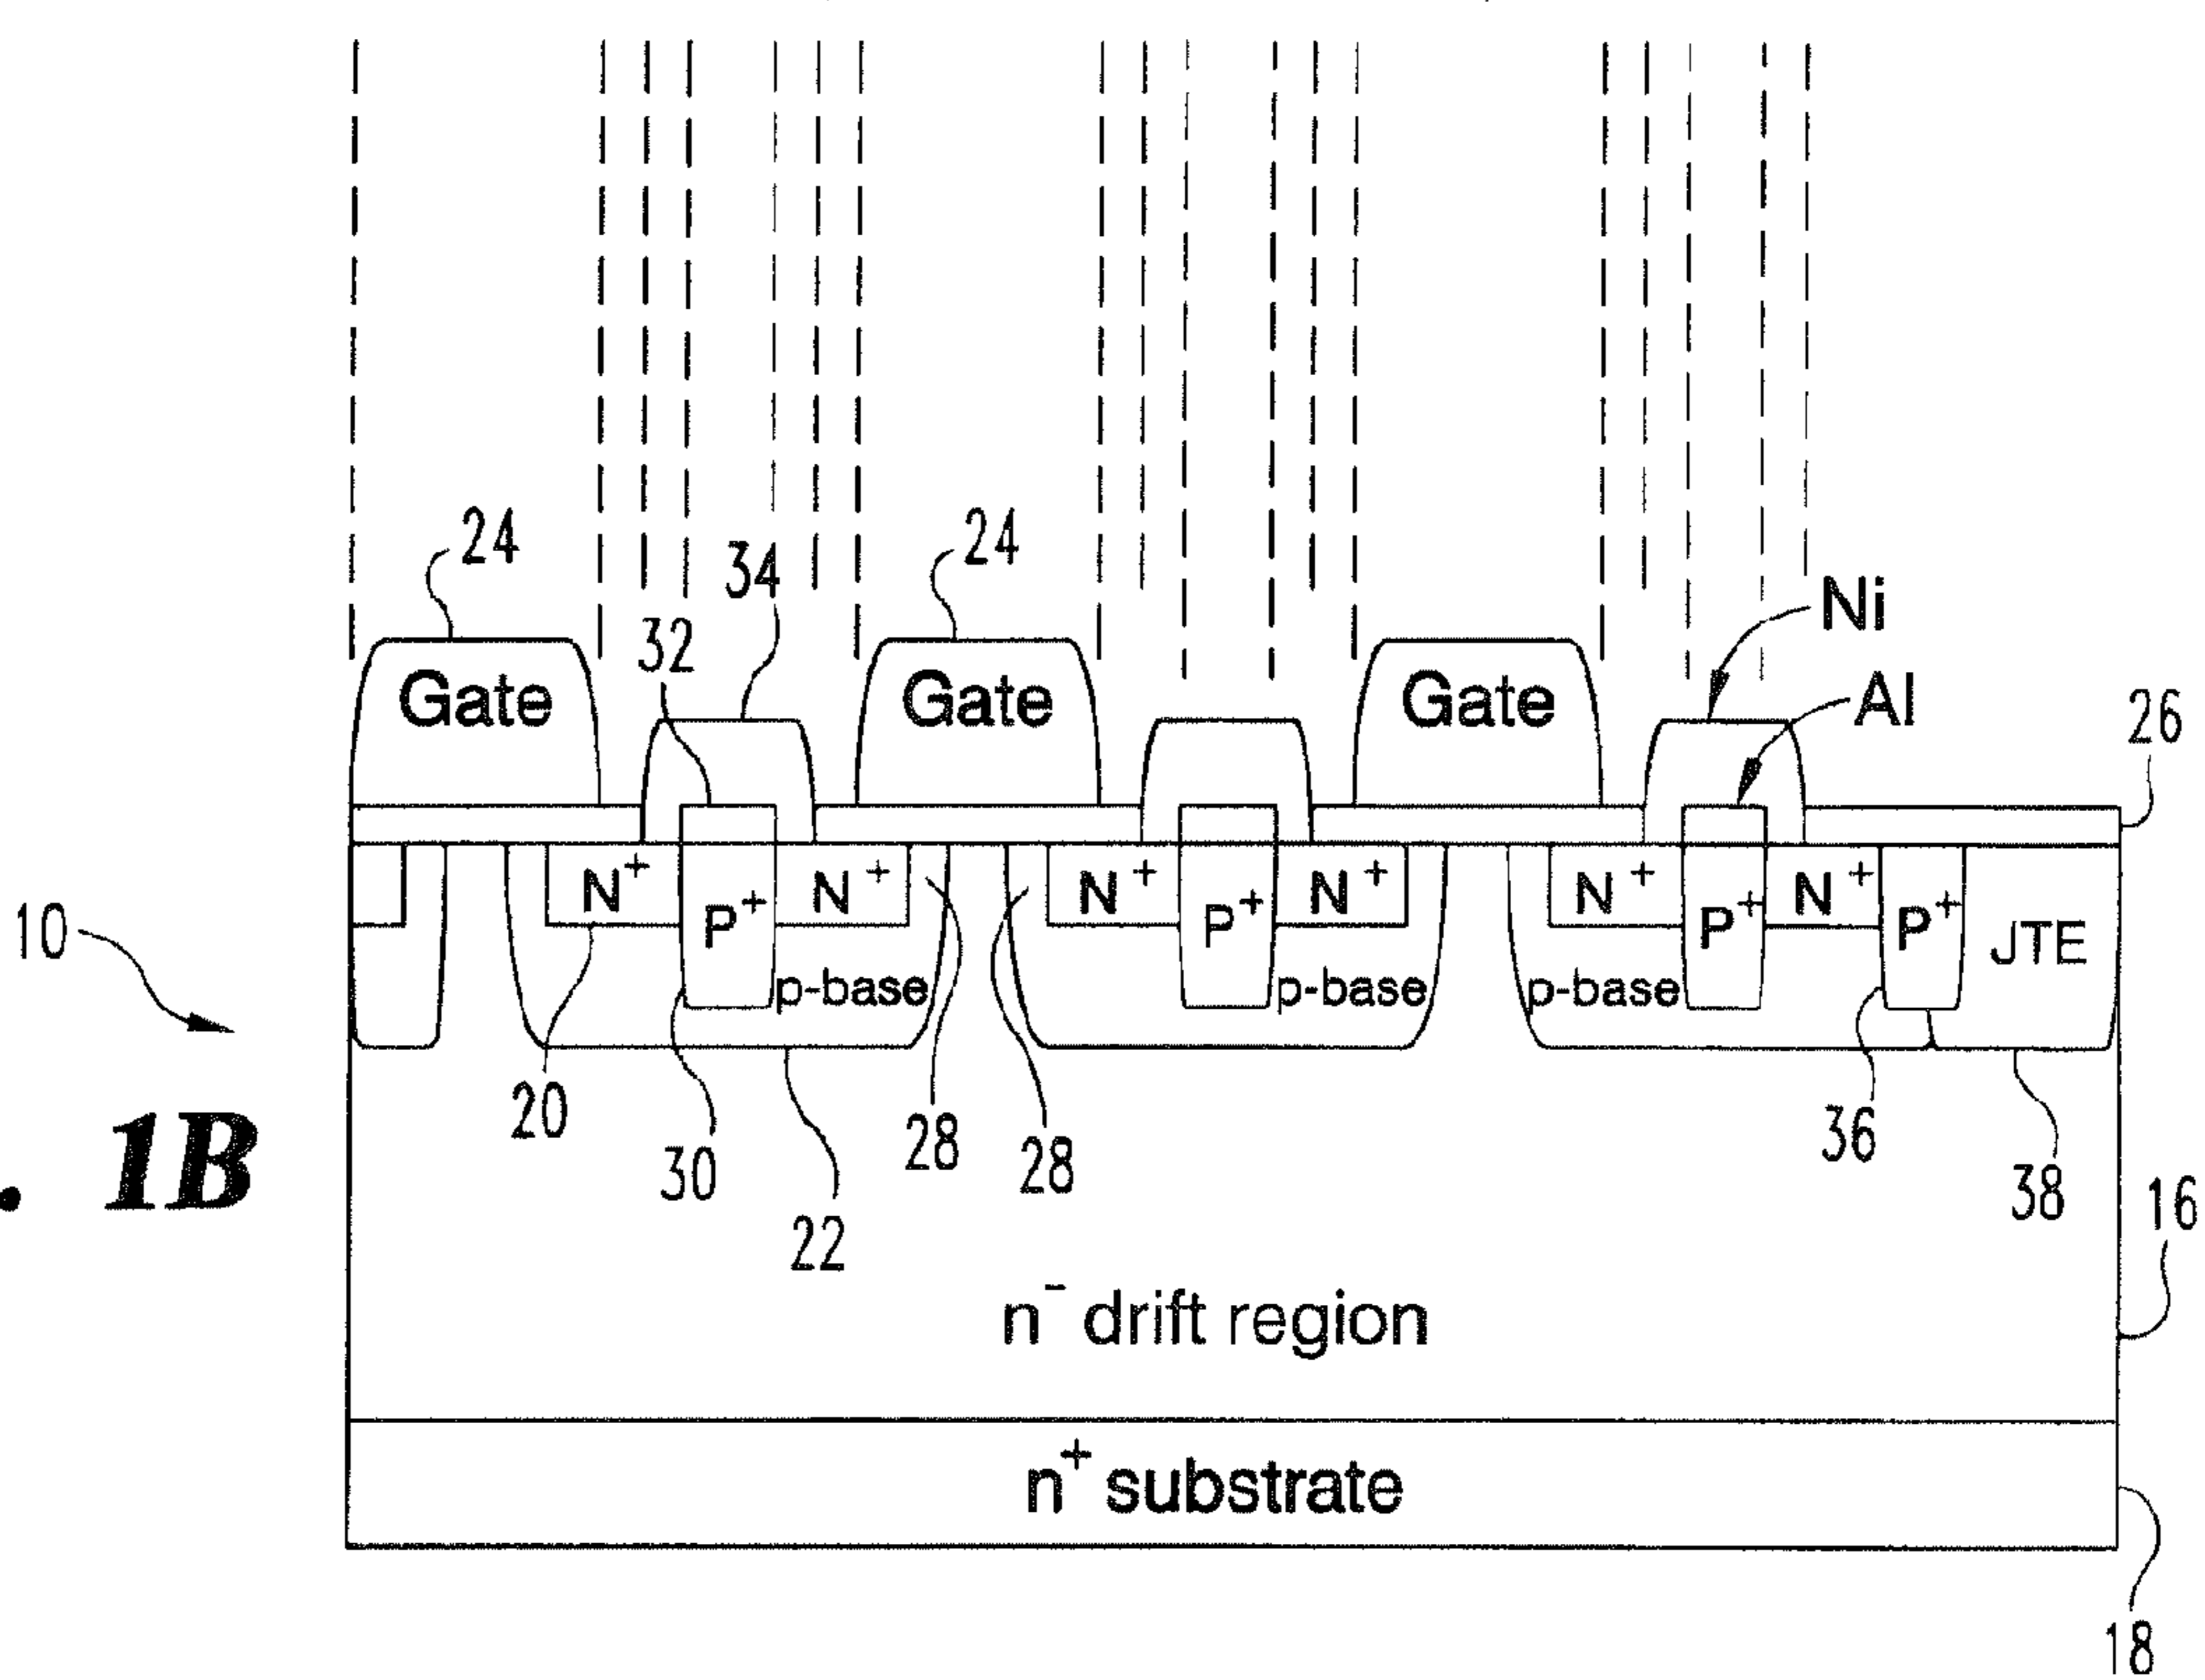 24 24
34
32
Ni
Gate Gate Gate
Al
26
N+ P+ N+ N+ P+ N+ N+ P+ N+ P+ JTE
10
p-base p-base p-base
20
28 28
36
30
38
22
. 1B
16
n- drift region
n+ substrate
18